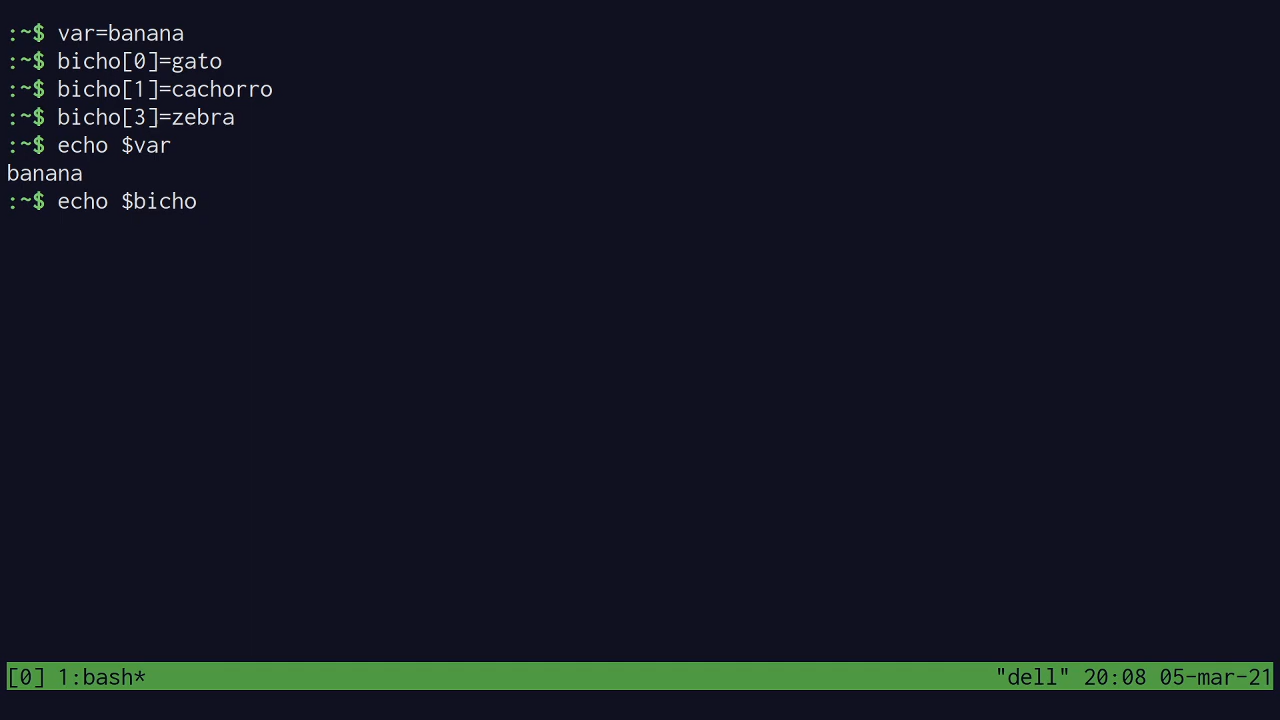 :~$ var=banana
:~$ bicho[0]=gato
:~$ bicho[1]=cachorro
:~$ bicho[3]=zebra
:~$ echo $var
banana
:~$ echo $bicho
[0] 1:bash* "dell" 20:08 05-mar-21